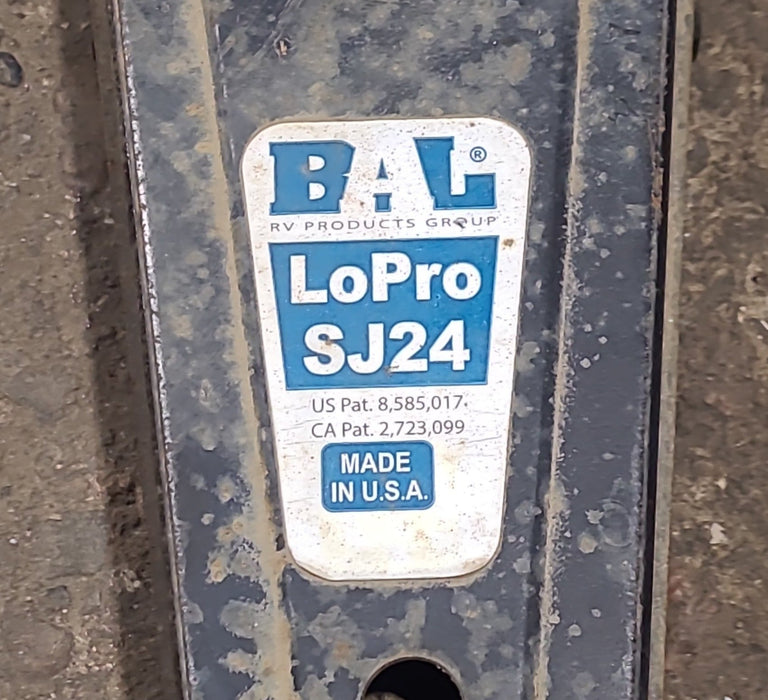 BAL®
RV PRODUCTS GROUP
LoPro
SJ24
US Pat. 8,585,017
CA Pat. 2,723,099
MADE
IN U.S.A.